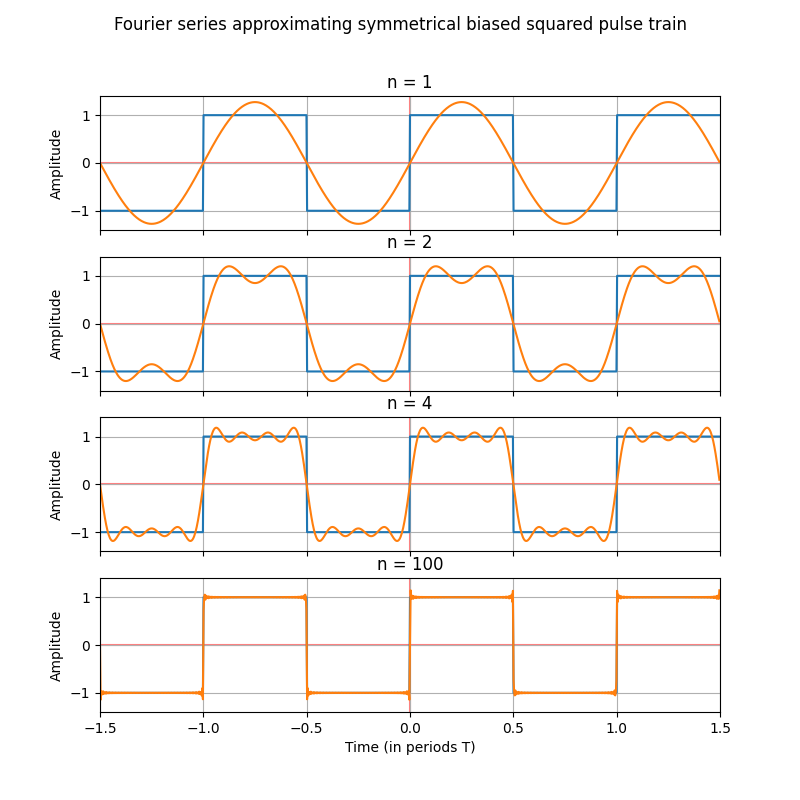 Fourier series approximating symmetrical biased squared pulse train
n = 1
Amplitude
1
0
−1
n = 2
Amplitude
1
0
−1
n = 4
Amplitude
1
0
−1
n = 100
Amplitude
1
0
−1
−1.5 −1.0 −0.5 0.0 0.5 1.0 1.5
Time (in periods T)